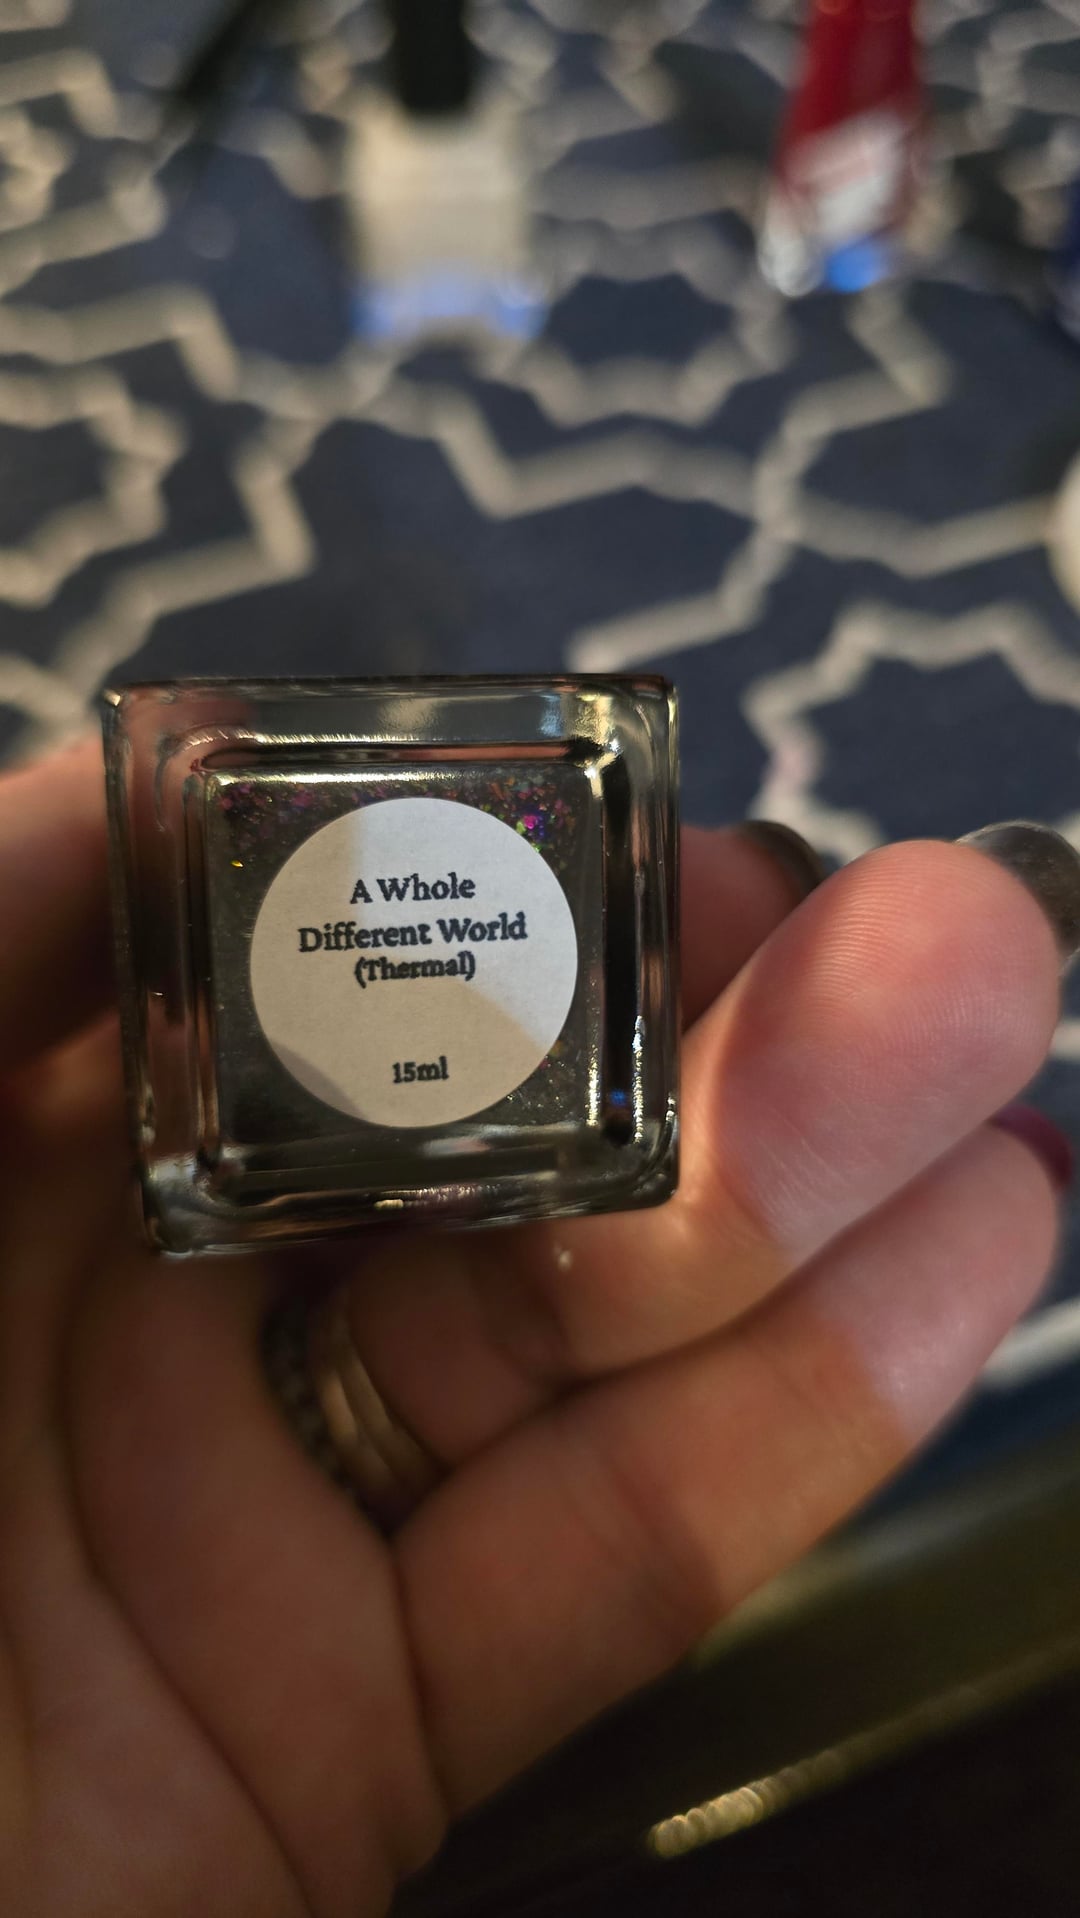 A Whole
Different World
(Thermal)
15ml